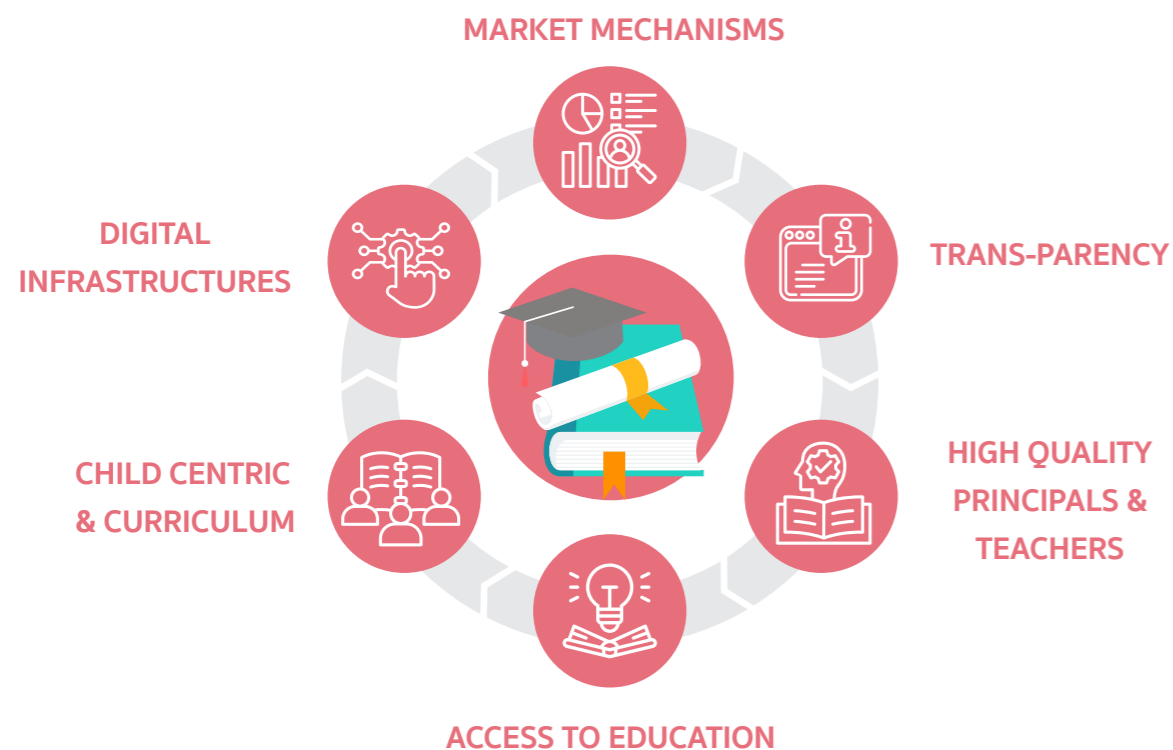 MARKET MECHANISMS
TRANS-PARENCY
HIGH QUALITY
PRINCIPALS &
TEACHERS
ACCESS TO EDUCATION
CHILD CENTRIC
& CURRICULUM
DIGITAL
INFRASTRUCTURES